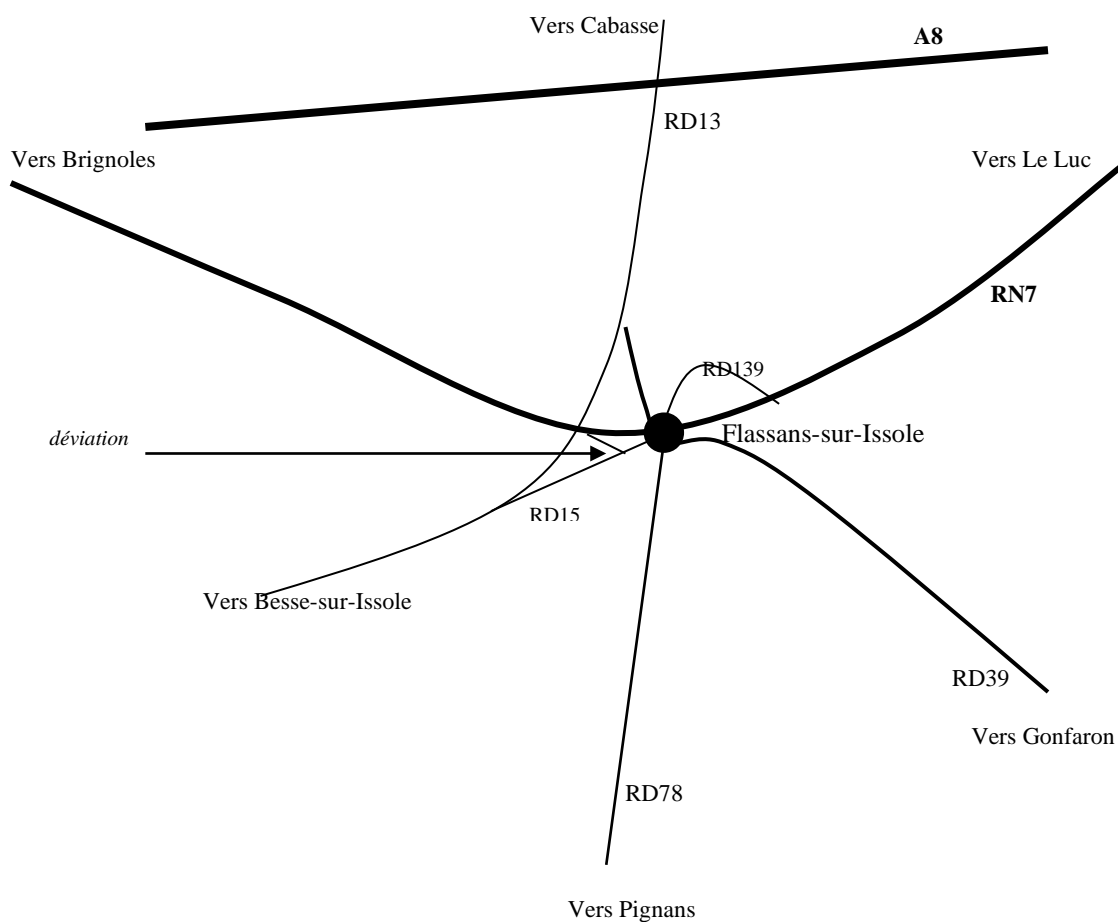 Vers Cabasse
A8
RD13
Vers Brignoles
Vers Le Luc
RN7
RD139
déviation
Flassans-sur-Issole
RD15
Vers Besse-sur-Issole
RD39
Vers Gonfaron
RD78
Vers Pignans